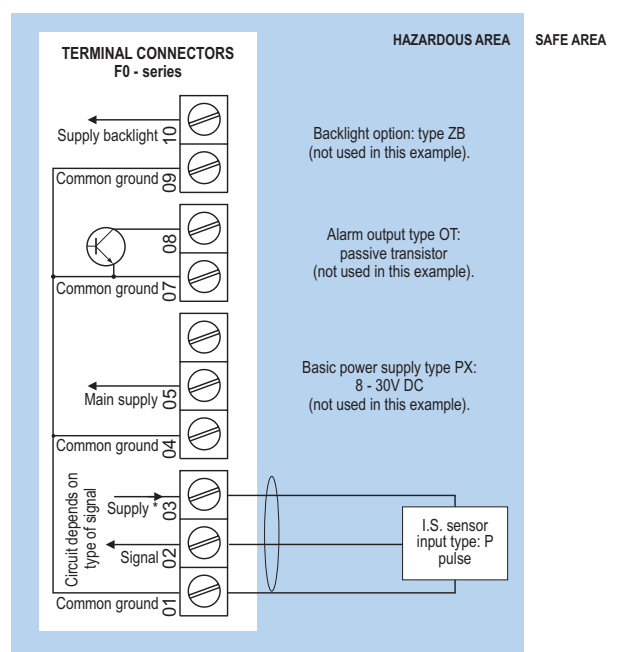 HAZARDOUS AREA
SAFE AREA
TERMINAL CONNECTORS
F0 - series
Supply backlight
10
Backlight option: type ZB
(not used in this example).
Common ground
09
08
Alarm output type OT:
passive transistor
(not used in this example).
Common ground
07
Basic power supply type PX:
8 - 30V DC
(not used in this example).
Main supply
05
Common ground
04
Circuit depends on
type of signal
Supply *
03
Signal
02
I.S. sensor
input type: P
pulse
Common ground
01